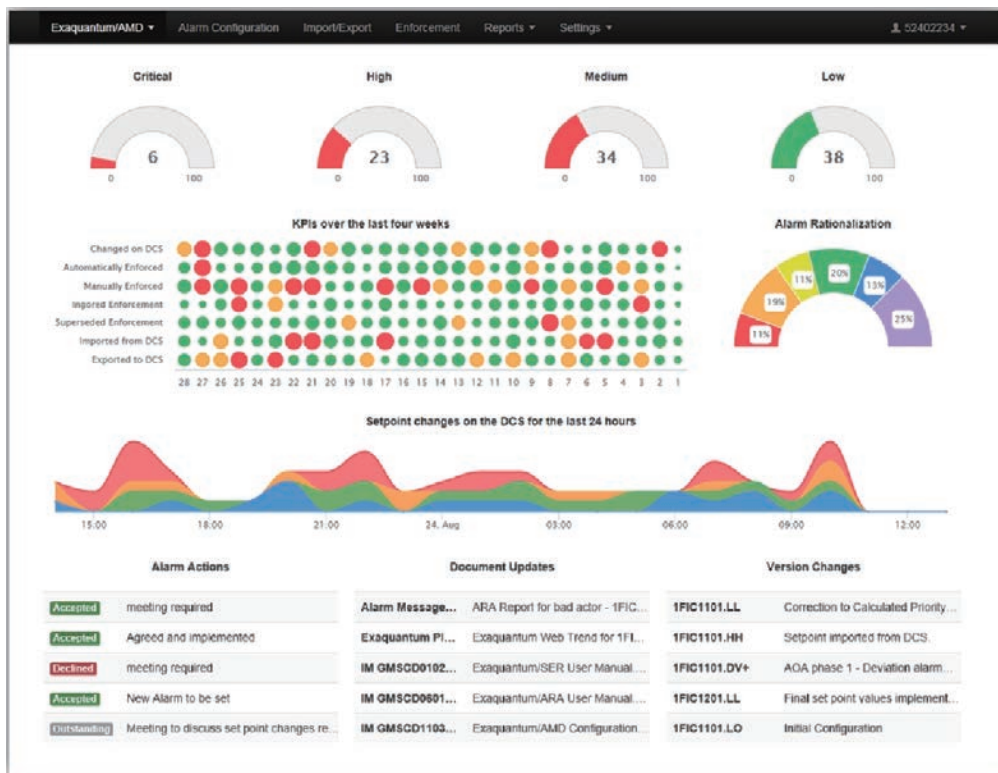 Exaquantum/AMD Alarm Configuration Import/Export Enforcement Reports Settings 52402234
Critical High Medium Low
6 23 34 38
0 100 0 100 0 100 0 100
KPIs over the last four weeks
Changed on DCS
Automatically Enforced
Manually Enforced
Impored Enforcement
Superseded Enforcement
Imported from DCS
Exported to DCS
28 27 26 25 24 23 22 21 20 19 18 17 16 15 14 13 12 11 10 9 8 7 6 5 4 3 2 1
Alarm Rationalization
11% 19% 11% 20% 13% 25%
Setpoint changes on the DCS for the last 24 hours
15:00 18:00 21:00 24. Aug 03:00 06:00 09:00 12:00
Alarm Actions
Accepted meeting required
Accepted Agreed and implemented
Declined meeting required
Accepted New Alarm to be set
Outstanding Meeting to discuss set point changes re...
Document Updates
Alarm Message... ARA Report for bad actor - 1FIC...
Exaquantum Pl... Exaquantum Web Trend for 1FI...
IM GMSCD0102... Exaquantum/SER User Manual....
IM GMSCD0601... Exaquantum/ARA User Manual....
IM GMSCD1103... Exaquantum/AMD Configuration...
Version Changes
1FIC1101.LL Correction to Calculated Priority...
1FIC1101.HH Setpoint imported from DCS.
1FIC1101.DV+ AOA phase 1 - Deviation alarm...
1FIC1201.LL Final set point values implement...
1FIC1101.LO Initial Configuration